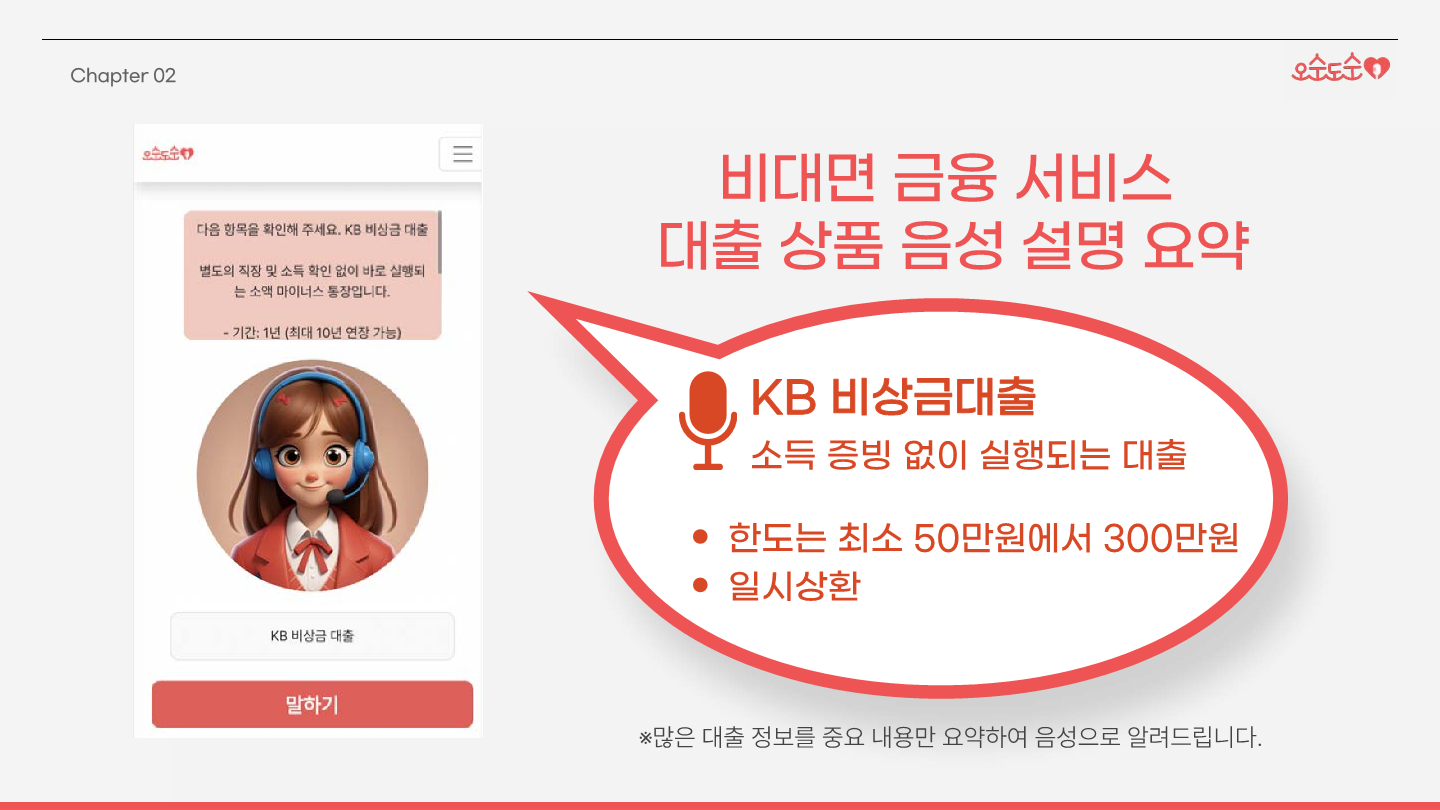 Chapter 02
오수도수
오수도수
다음 항목을 확인해 주세요. KB 비상금 대출
별도의 직장 및 소득 확인 없이 바로 실행되
는 소액 마이너스 통장입니다.
- 기간: 1년 (최대 10년 연장 가능)
KB 비상금 대출
말하기
비대면 금융 서비스
대출 상품 음성 설명 요약
KB 비상금대출
소득 증빙 없이 실행되는 대출
• 한도는 최소 50만원에서 300만원
• 일시상환
※많은 대출 정보를 중요 내용만 요약하여 음성으로 알려드립니다.